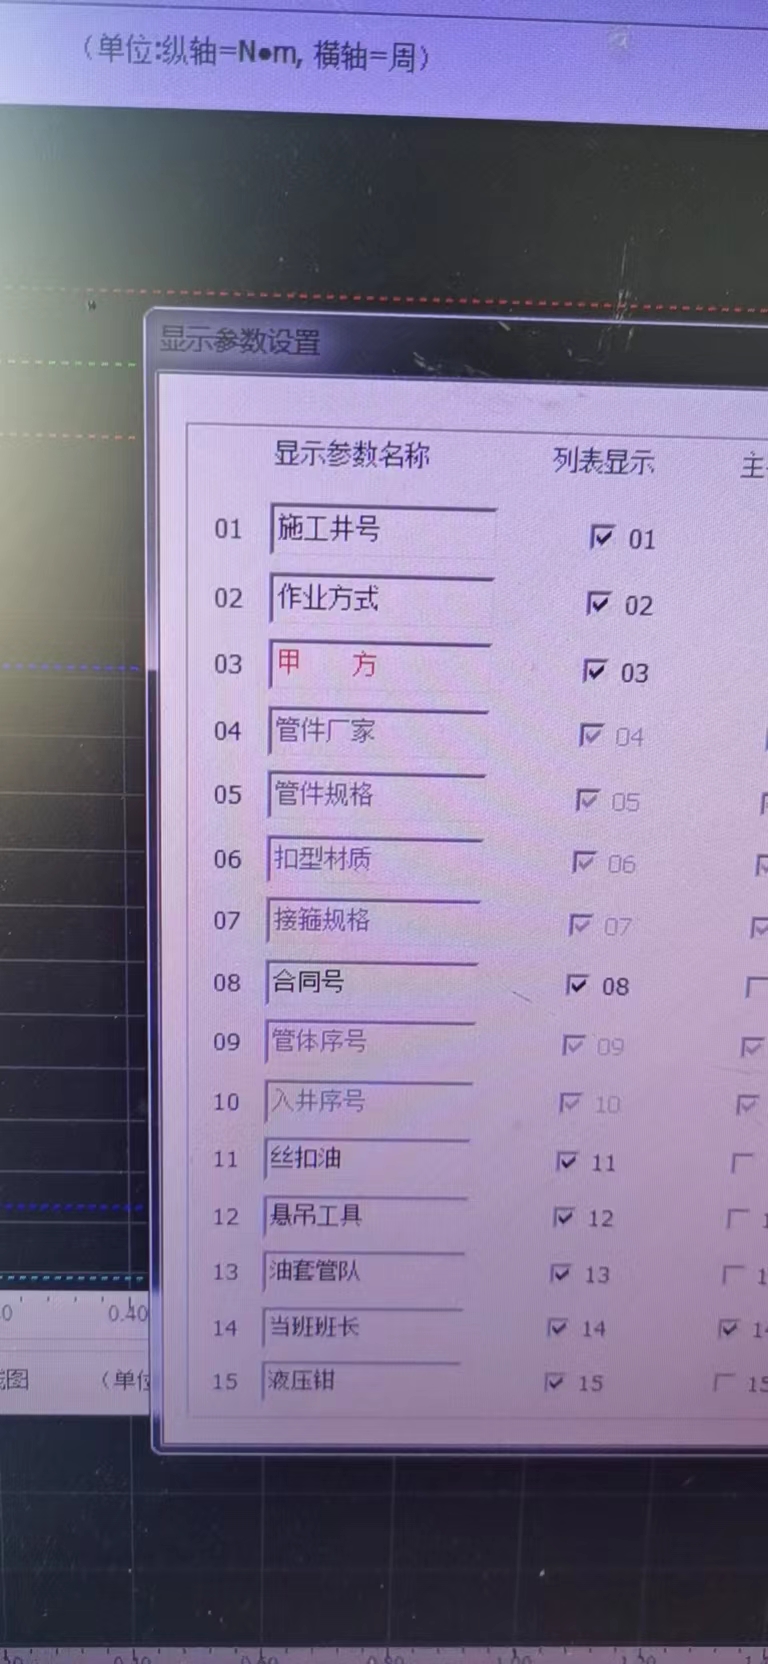 （单位:纵轴=N•m, 横轴=周）
显示参数设置
显示参数名称 列表显示 主
01 施工井号 01
02 作业方式 02
03 甲 方 03
04 管件厂家 04
05 管件规格 05
06 扣型材质 06
07 接箍规格 07
08 合同号 08
09 管体序号 09
10 入井序号 10
11 丝扣油 11
12 悬吊工具 12
13 油套管队 13
0.40
14 当班班长 14
图 （单位
15 液压钳 15 15